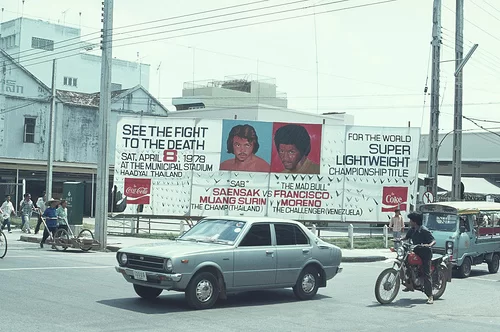 SEE THE FIGHT
TO THE DEATH
SAT. APRIL 8, 1978
AT THE MUNICIPAL STADIUM
HAADYAI THAILAND
Coca-Cola
"SAB"
SAENSAK
MUANG SURIN
THE CHAMP (THAILAND)
VS
"THE MAD BULL"
FRANCISCO
MORENO
THE CHALLENGER (VENEZUELA)
FOR THE WORLD
SUPER
LIGHTWEIGHT
CHAMPIONSHIP TITLE
Coke